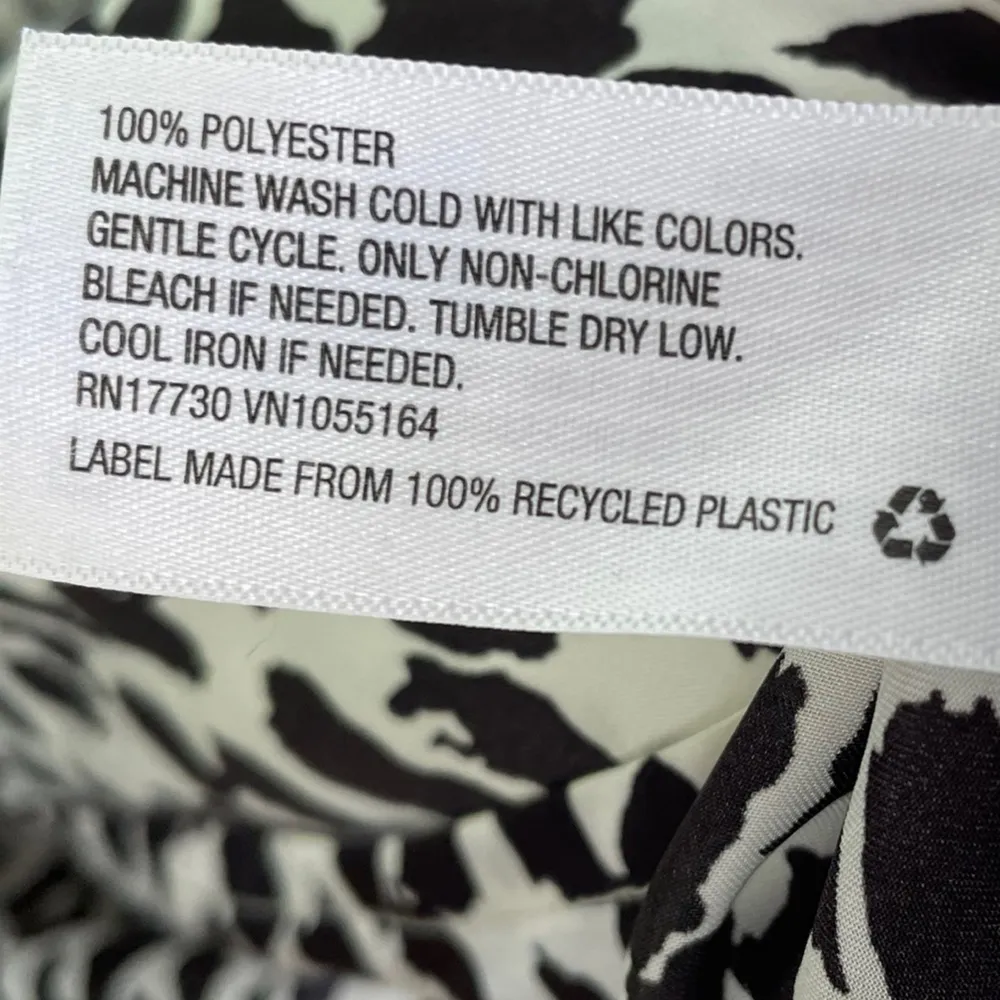 100% POLYESTER
MACHINE WASH COLD WITH LIKE COLORS.
GENTLE CYCLE. ONLY NON-CHLORINE
BLEACH IF NEEDED. TUMBLE DRY LOW.
COOL IRON IF NEEDED.
RN17730 VN1055164
LABEL MADE FROM 100% RECYCLED PLASTIC